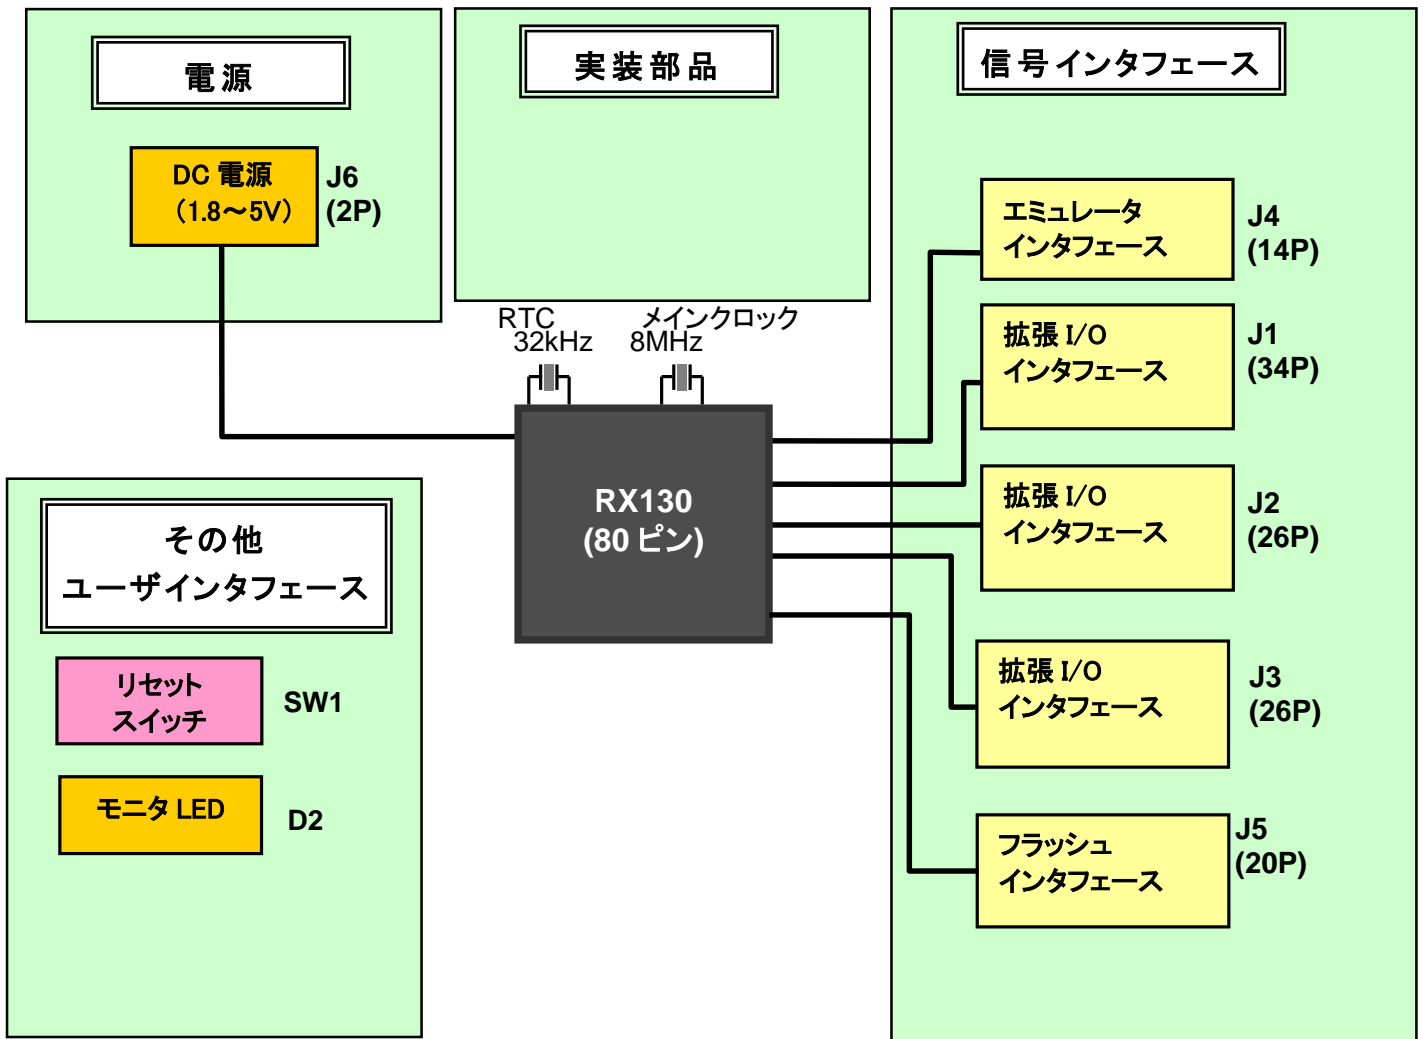 電源
DC 電源
（1.8～5V）
J6
(2P)
実装部品
信号インタフェース
エミュレータ
インタフェース
J4
(14P)
拡張 I/O
インタフェース
J1
(34P)
拡張 I/O
インタフェース
J2
(26P)
拡張 I/O
インタフェース
J3
(26P)
フラッシュ
インタフェース
J5
(20P)
RTC
32kHz
メインクロック
8MHz
RX130
(80 ピン)
その他
ユーザインタフェース
リセット
スイッチ
SW1
モニタ LED
D2